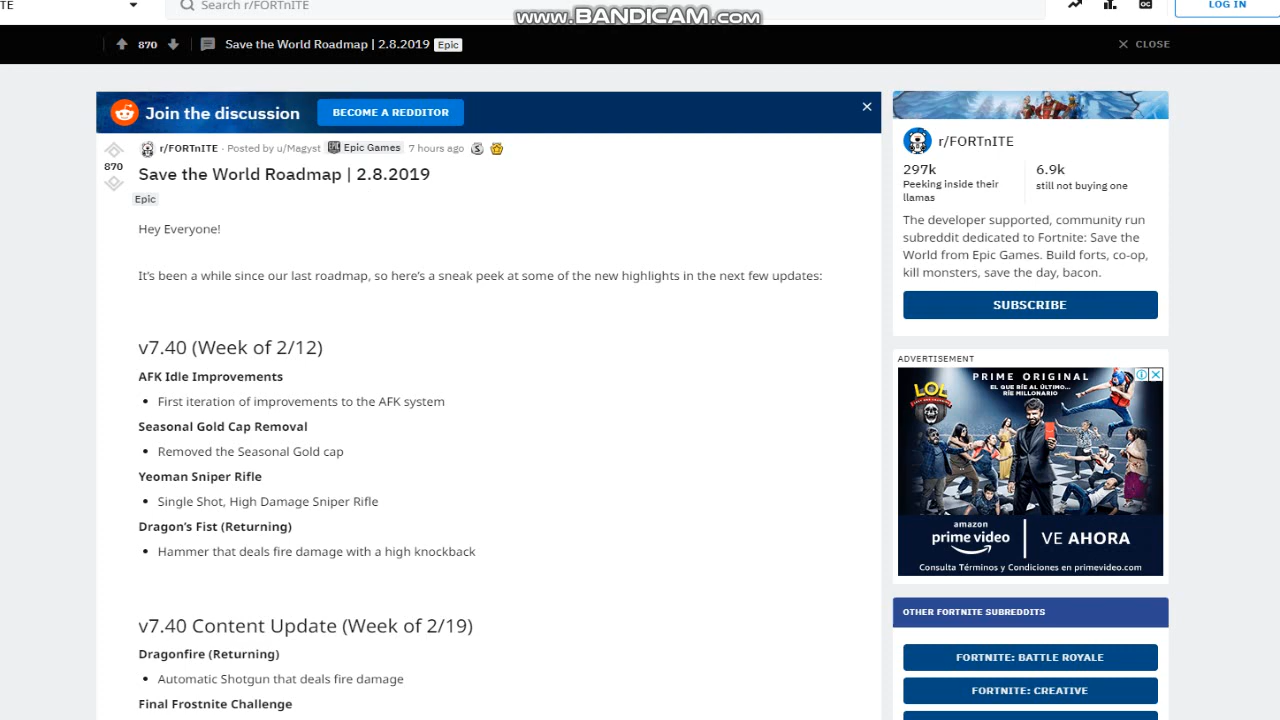 TE
Search r/FORTnITE
www.BANDICAM.com
LOG IN
870
Save the World Roadmap | 2.8.2019 Epic
CLOSE
Join the discussion
BECOME A REDDITOR
r/FORTnITE · Posted by u/Magyst Epic Games 7 hours ago
870
Save the World Roadmap | 2.8.2019
Epic
Hey Everyone!
It's been a while since our last roadmap, so here's a sneak peek at some of the new highlights in the next few updates:
v7.40 (Week of 2/12)
AFK Idle Improvements
• First iteration of improvements to the AFK system
Seasonal Gold Cap Removal
• Removed the Seasonal Gold cap
Yeoman Sniper Rifle
• Single Shot, High Damage Sniper Rifle
Dragon's Fist (Returning)
• Hammer that deals fire damage with a high knockback
v7.40 Content Update (Week of 2/19)
Dragonfire (Returning)
• Automatic Shotgun that deals fire damage
Final Frostnite Challenge
r/FORTnITE
297k
Peeking inside their
llamas
6.9k
still not buying one
The developer supported, community run
subreddit dedicated to Fortnite: Save the
World from Epic Games. Build forts, co-op,
kill monsters, save the day, bacon.
SUBSCRIBE
ADVERTISEMENT
PRIME ORIGINAL
EL QUE RÍE AL ÚLTIMO..
RÍE MILLONARIO
LOL
amazon
prime video
VE AHORA
Consulta Términos y Condiciones en primevideo.com
OTHER FORTNITE SUBREDDITS
FORTNITE: BATTLE ROYALE
FORTNITE: CREATIVE